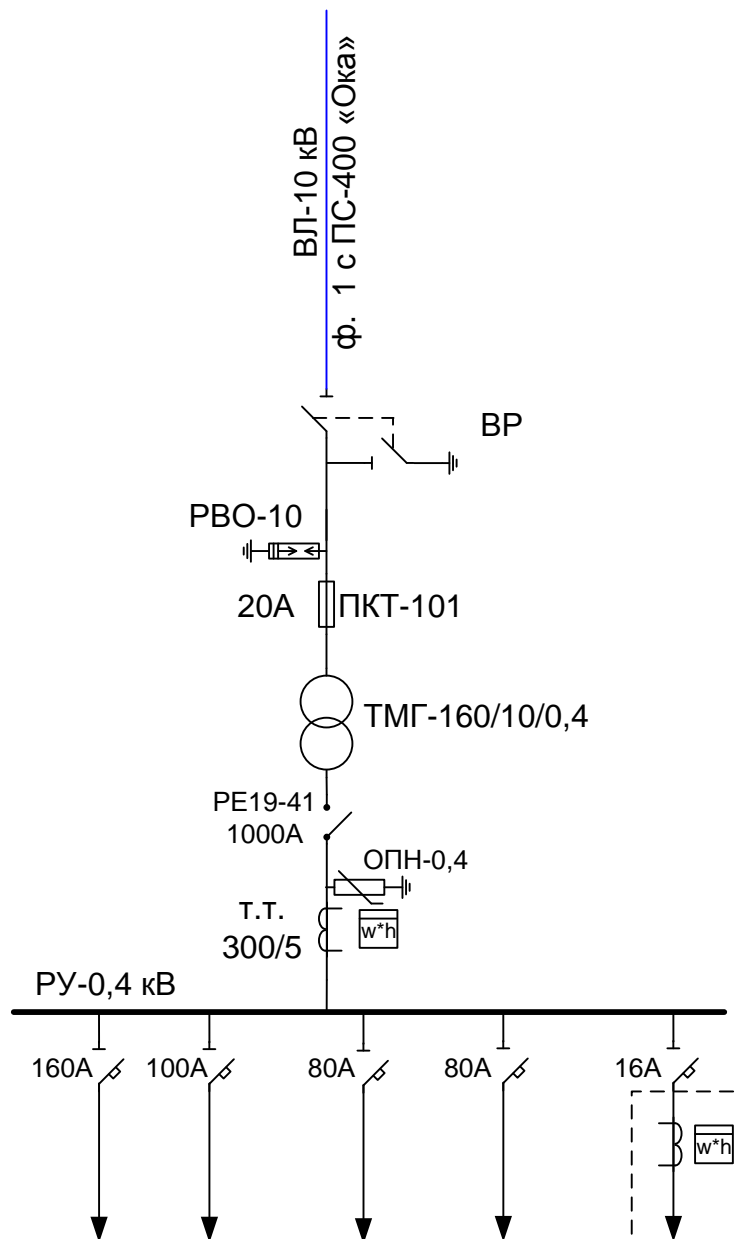 ВЛ-10 кВ
ф. 1 с ПС-400 «Ока»
ВР
РВО-10
20А ПКТ-101
ТМГ-160/10/0,4
РЕ19-41
1000А
ОПН-0,4
т.т.
300/5
w*h
РУ-0,4 кВ
160А 100А 80А 80А 16А
w*h